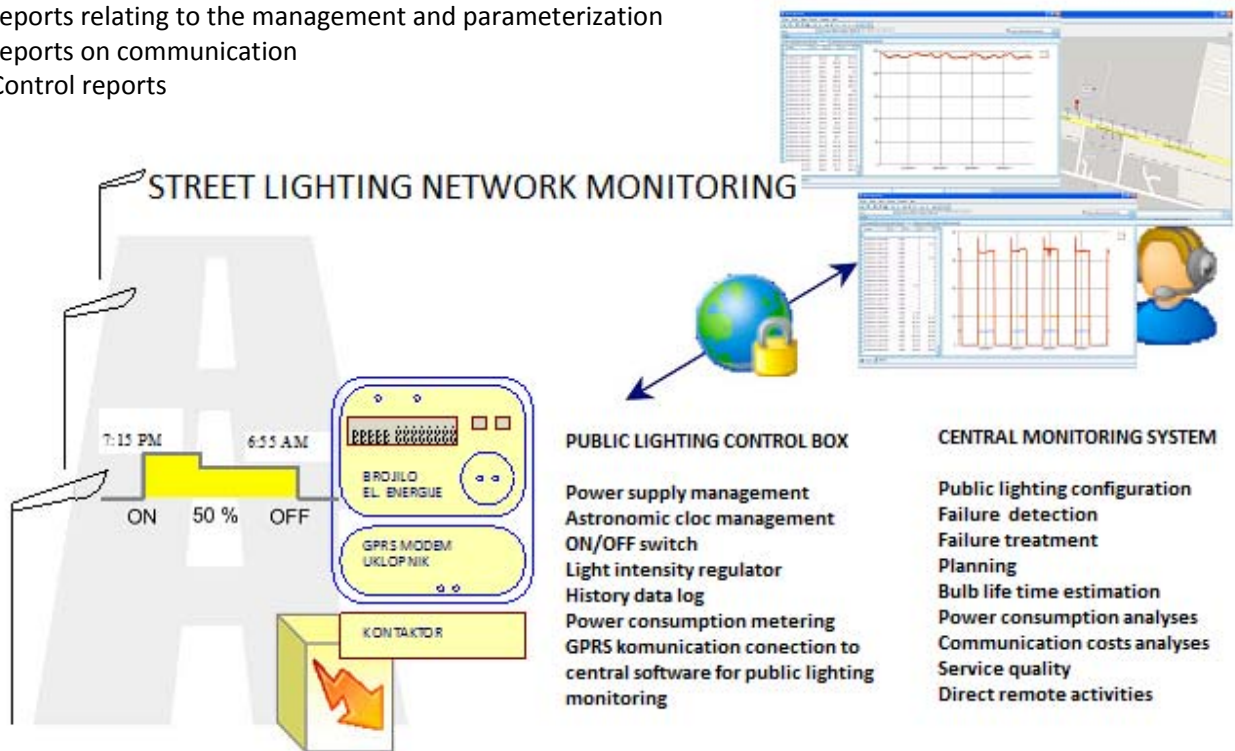 eports relating to the management and parameterization
eports on communication
Control reports
STREET LIGHTING NETWORK MONITORING
7:15 PM
6:55 AM
ON
50 %
OFF
BROJILO
EL. ENERGIJE
GPRS MODEM
UKLOPNIK
KONTAKTOR
PUBLIC LIGHTING CONTROL BOX
Power supply management
Astronomic cloc management
ON/OFF switch
Light intensity regulator
History data log
Power consumption metering
GPRS komunication conection to
central software for public lighting
monitoring
CENTRAL MONITORING SYSTEM
Public lighting configuration
Failure detection
Failure treatment
Planning
Bulb life time estimation
Power consumption analyses
Communication costs analyses
Service quality
Direct remote activities